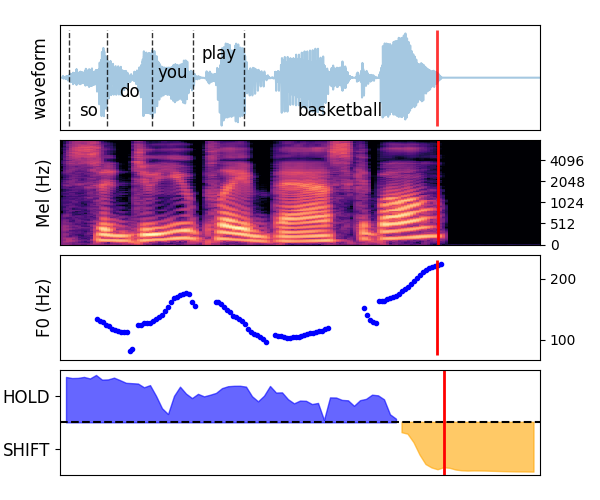 waveform
so
do
you
play
basketball
Mel (Hz)
4096
2048
1024
512
0
F0 (Hz)
200
100
HOLD
SHIFT